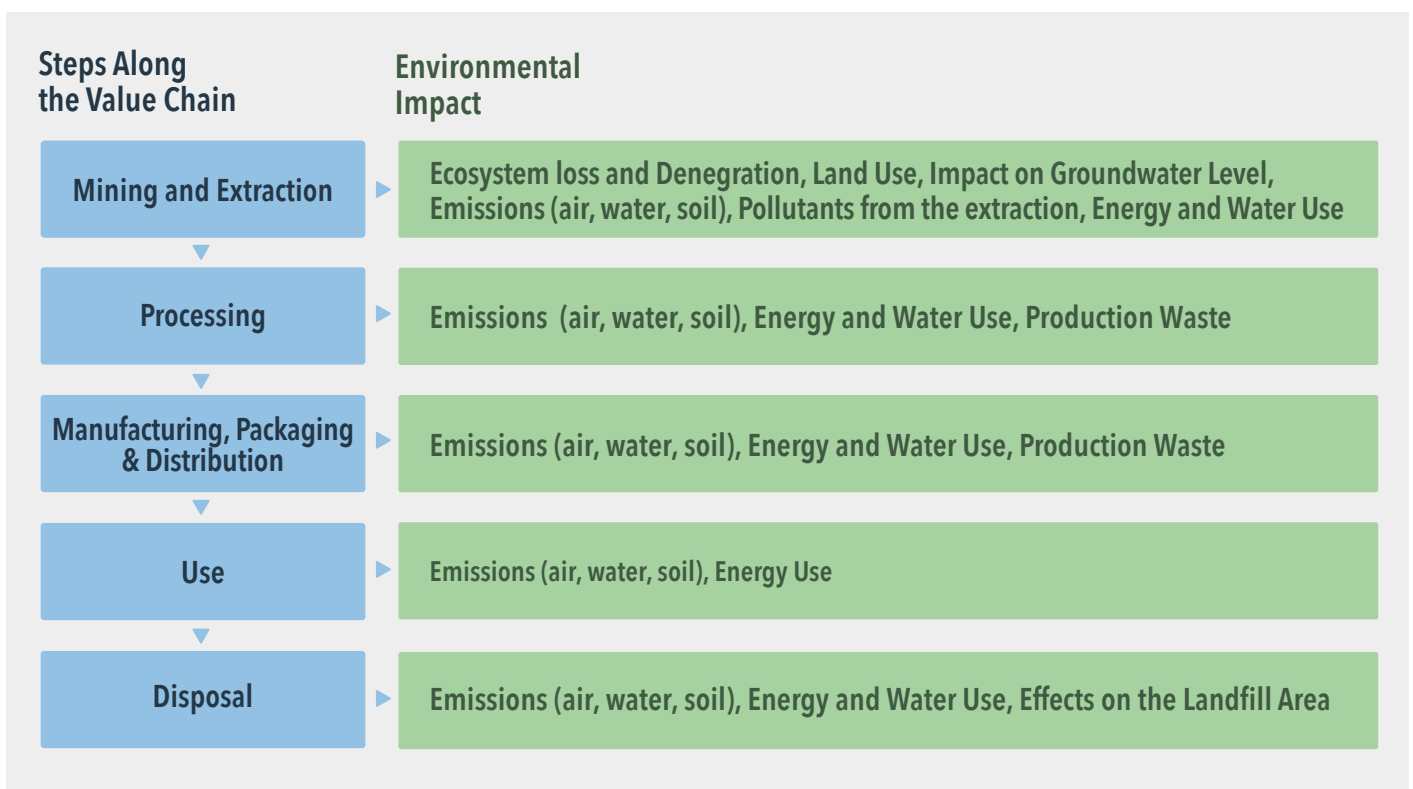 Steps Along
the Value Chain
Environmental
Impact
Mining and Extraction
Ecosystem loss and Denegration, Land Use, Impact on Groundwater Level,
Emissions (air, water, soil), Pollutants from the extraction, Energy and Water Use
Processing
Emissions (air, water, soil), Energy and Water Use, Production Waste
Manufacturing, Packaging
& Distribution
Emissions (air, water, soil), Energy and Water Use, Production Waste
Use
Emissions (air, water, soil), Energy Use
Disposal
Emissions (air, water, soil), Energy and Water Use, Effects on the Landfill Area